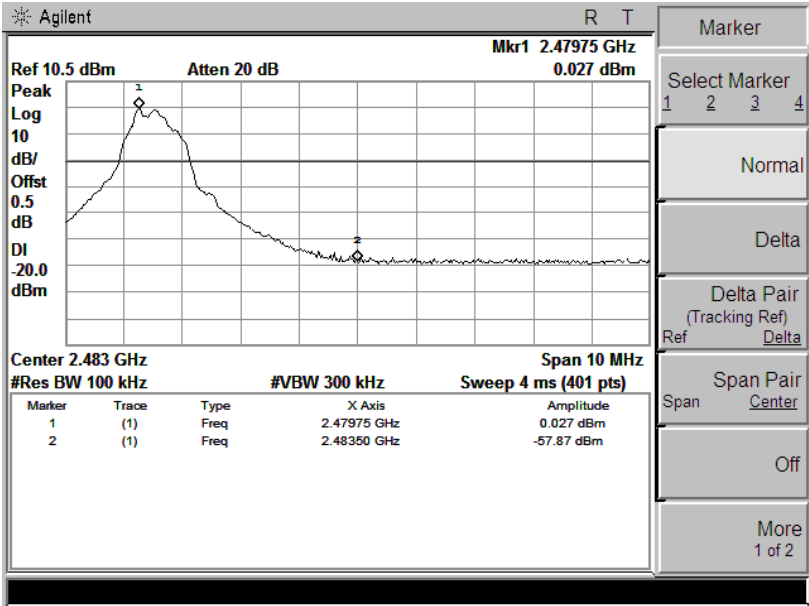 Agilent R T
Mkr1 2.47975 GHz
Ref 10.5 dBm Atten 20 dB 0.027 dBm
Peak
Log
10
dB/
Offst
0.5
dB
DI
-20.0
dBm
1
2
Center 2.483 GHz Span 10 MHz
#Res BW 100 kHz #VBW 300 kHz Sweep 4 ms (401 pts)
Marker Trace Type X Axis Amplitude
1 (1) Freq 2.47975 GHz 0.027 dBm
2 (1) Freq 2.48350 GHz -57.87 dBm
Marker
Select Marker
1 2 3 4
Normal
Delta
Delta Pair
(Tracking Ref)
Ref Delta
Span Pair
Span Center
Off
More
1 of 2